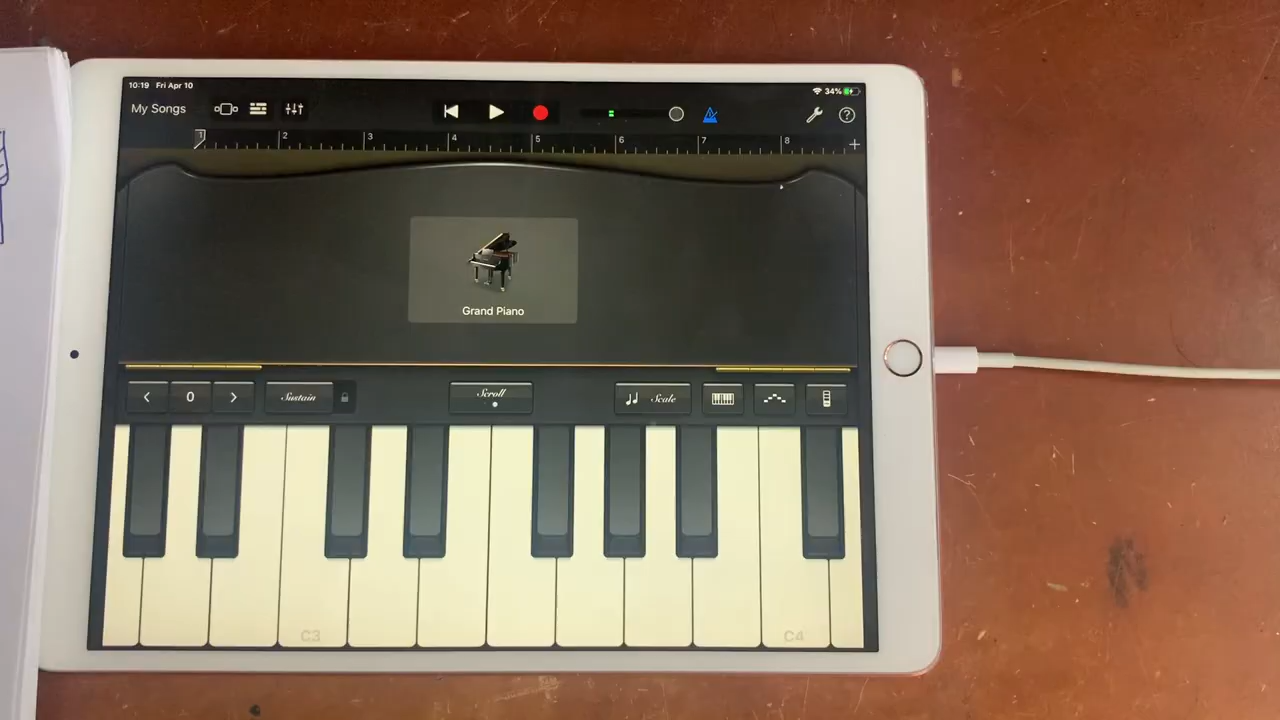 10:19 Fri Apr 10
34%
My Songs
1 2 3 4 5 6 7 8 +
Grand Piano
< 0 > Sustain Scroll Scale
C3 C4